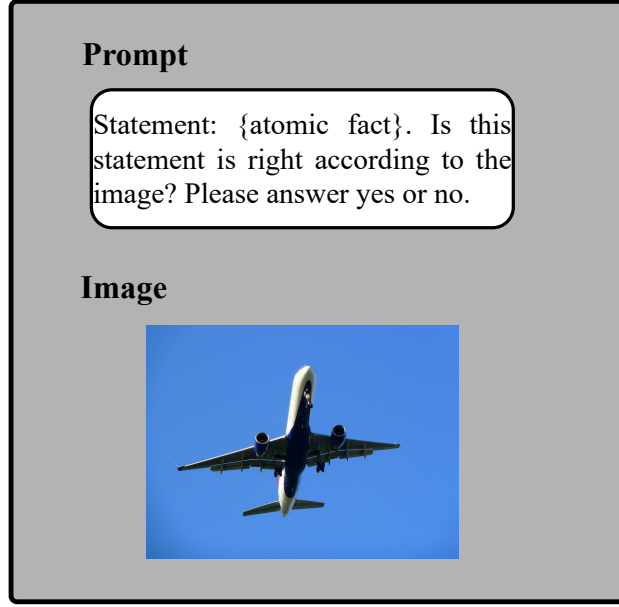 Prompt
Statement: {atomic fact}. Is this
statement is right according to the
image? Please answer yes or no.
Image